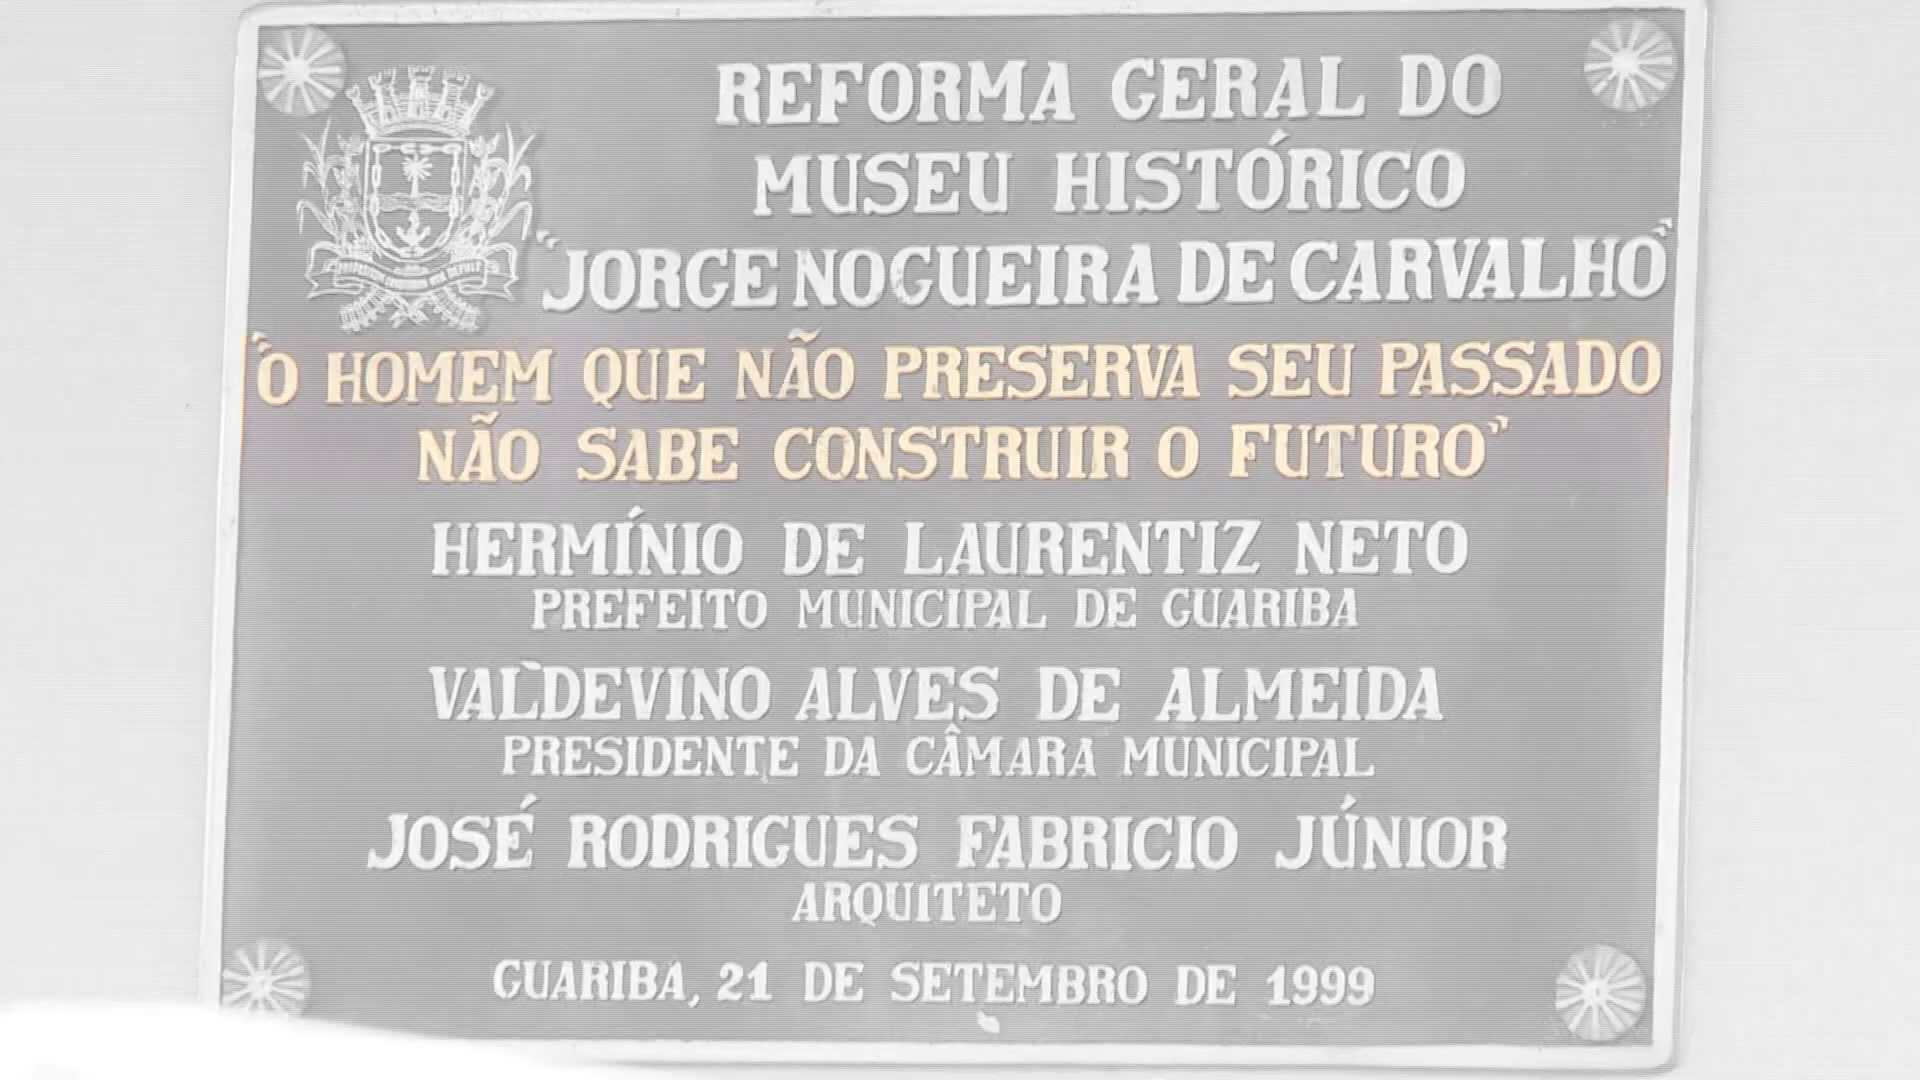 REFORMA GERAL DO
MUSEU HISTÓRICO
"JORGE NOGUEIRA DE CARVALHO"
"O HOMEM QUE NÃO PRESERVA SEU PASSADO
NÃO SABE CONSTRUIR O FUTURO"
HERMÍNIO DE LAURENTIZ NETO
PREFEITO MUNICIPAL DE GUARIBA
VALDEVINO ALVES DE ALMEIDA
PRESIDENTE DA CÂMARA MUNICIPAL
JOSÉ RODRIGUES FABRICIO JÚNIOR
ARQUITETO
GUARIBA, 21 DE SETEMBRO DE 1999